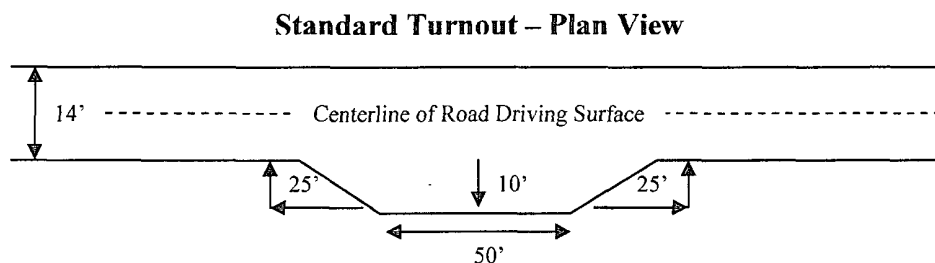 Standard Turnout – Plan View
14'
Centerline of Road Driving Surface
25'
10'
25'
50'